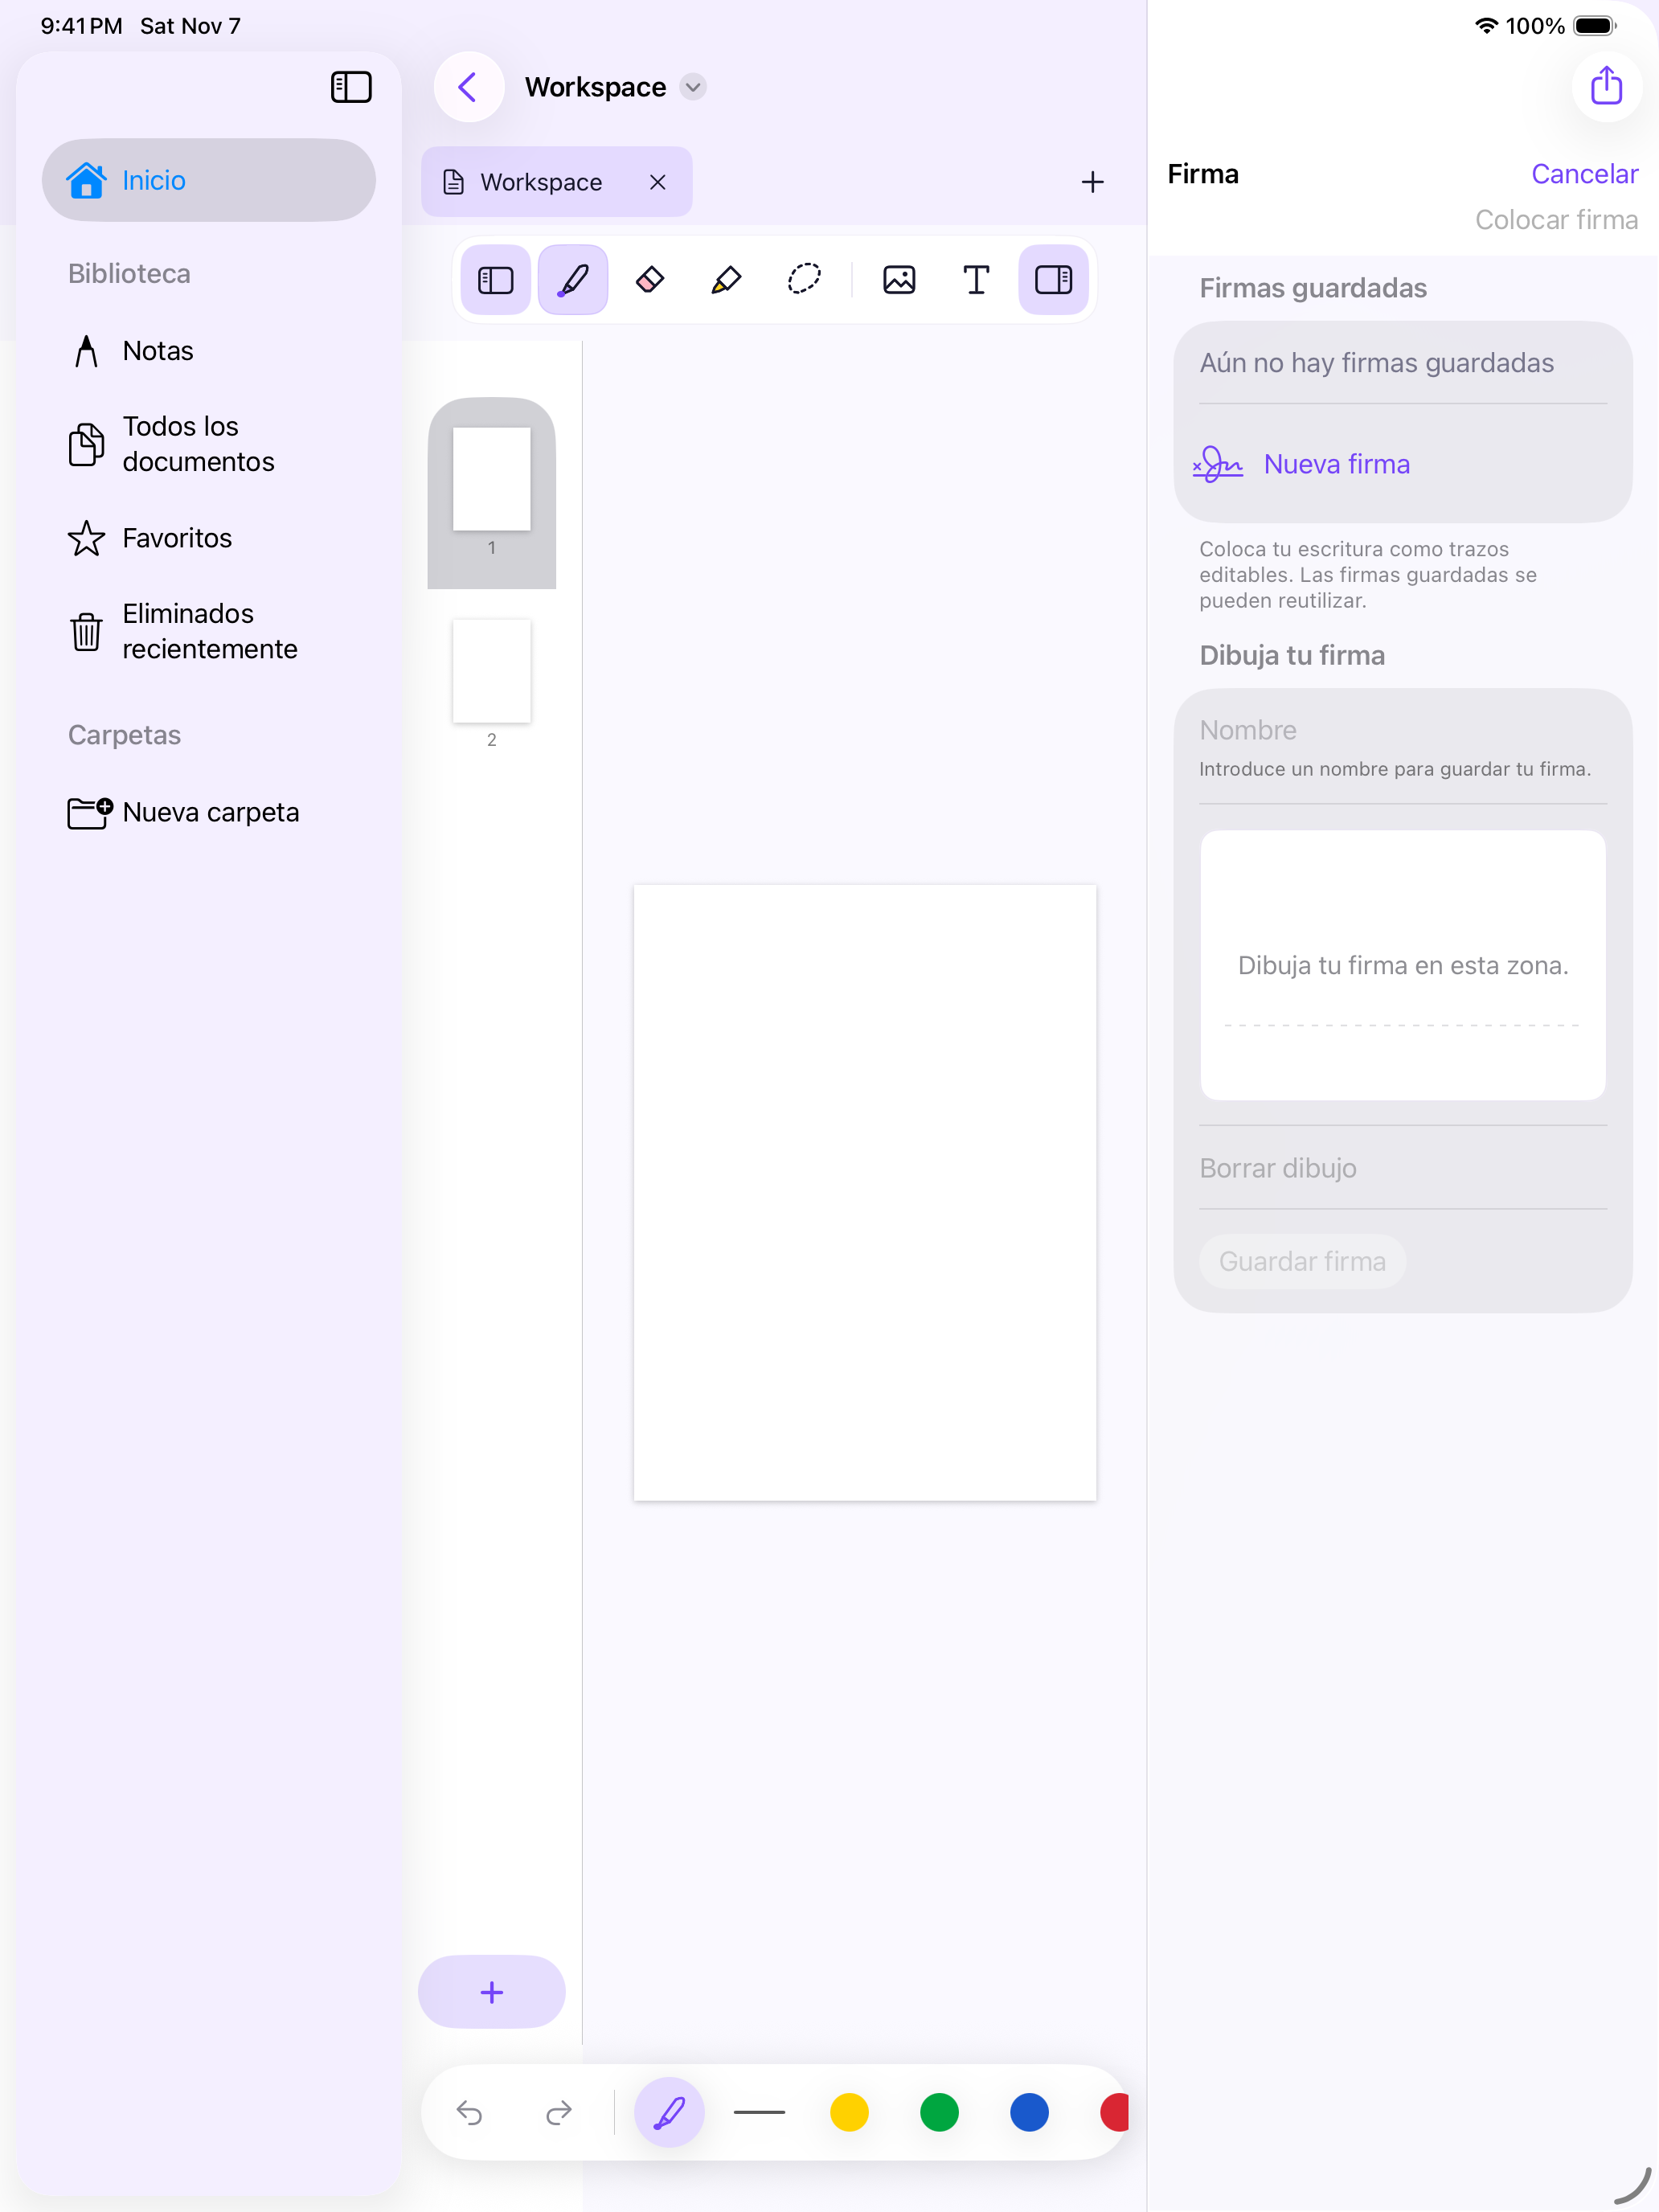 9:41 PM Sat Nov 7
100%
Inicio
Biblioteca
Notas
Todos los
documentos
Favoritos
Eliminados
recientemente
Carpetas
Nueva carpeta
Workspace
Workspace
1
2
Firma
Cancelar
Colocar firma
Firmas guardadas
Aún no hay firmas guardadas
Nueva firma
Coloca tu escritura como trazos
editables. Las firmas guardadas se
pueden reutilizar.
Dibuja tu firma
Nombre
Introduce un nombre para guardar tu firma.
Dibuja tu firma en esta zona.
Borrar dibujo
Guardar firma